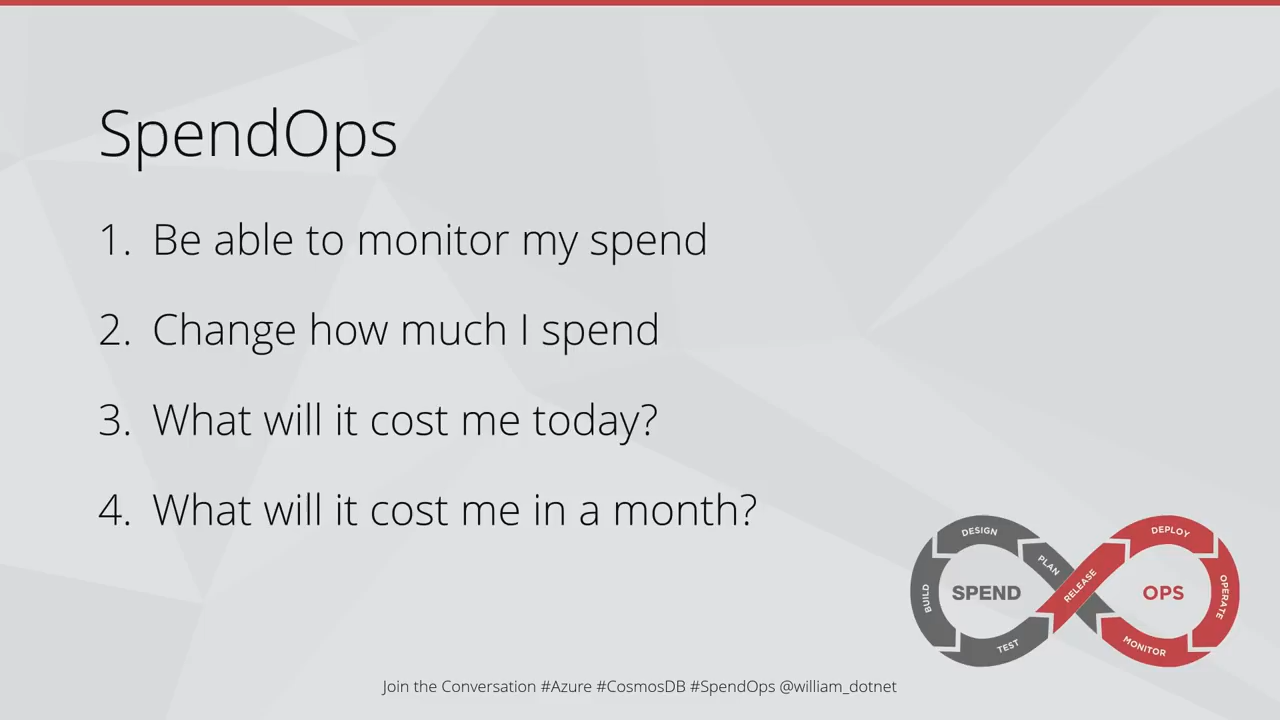 SpendOps
1. Be able to monitor my spend
2. Change how much I spend
3. What will it cost me today?
4. What will it cost me in a month?
DESIGN
PLAN
BUILD
SPEND
TEST
RELEASE
DEPLOY
OPERATE
OPS
MONITOR
Join the Conversation #Azure #CosmosDB #SpendOps @william_dotnet